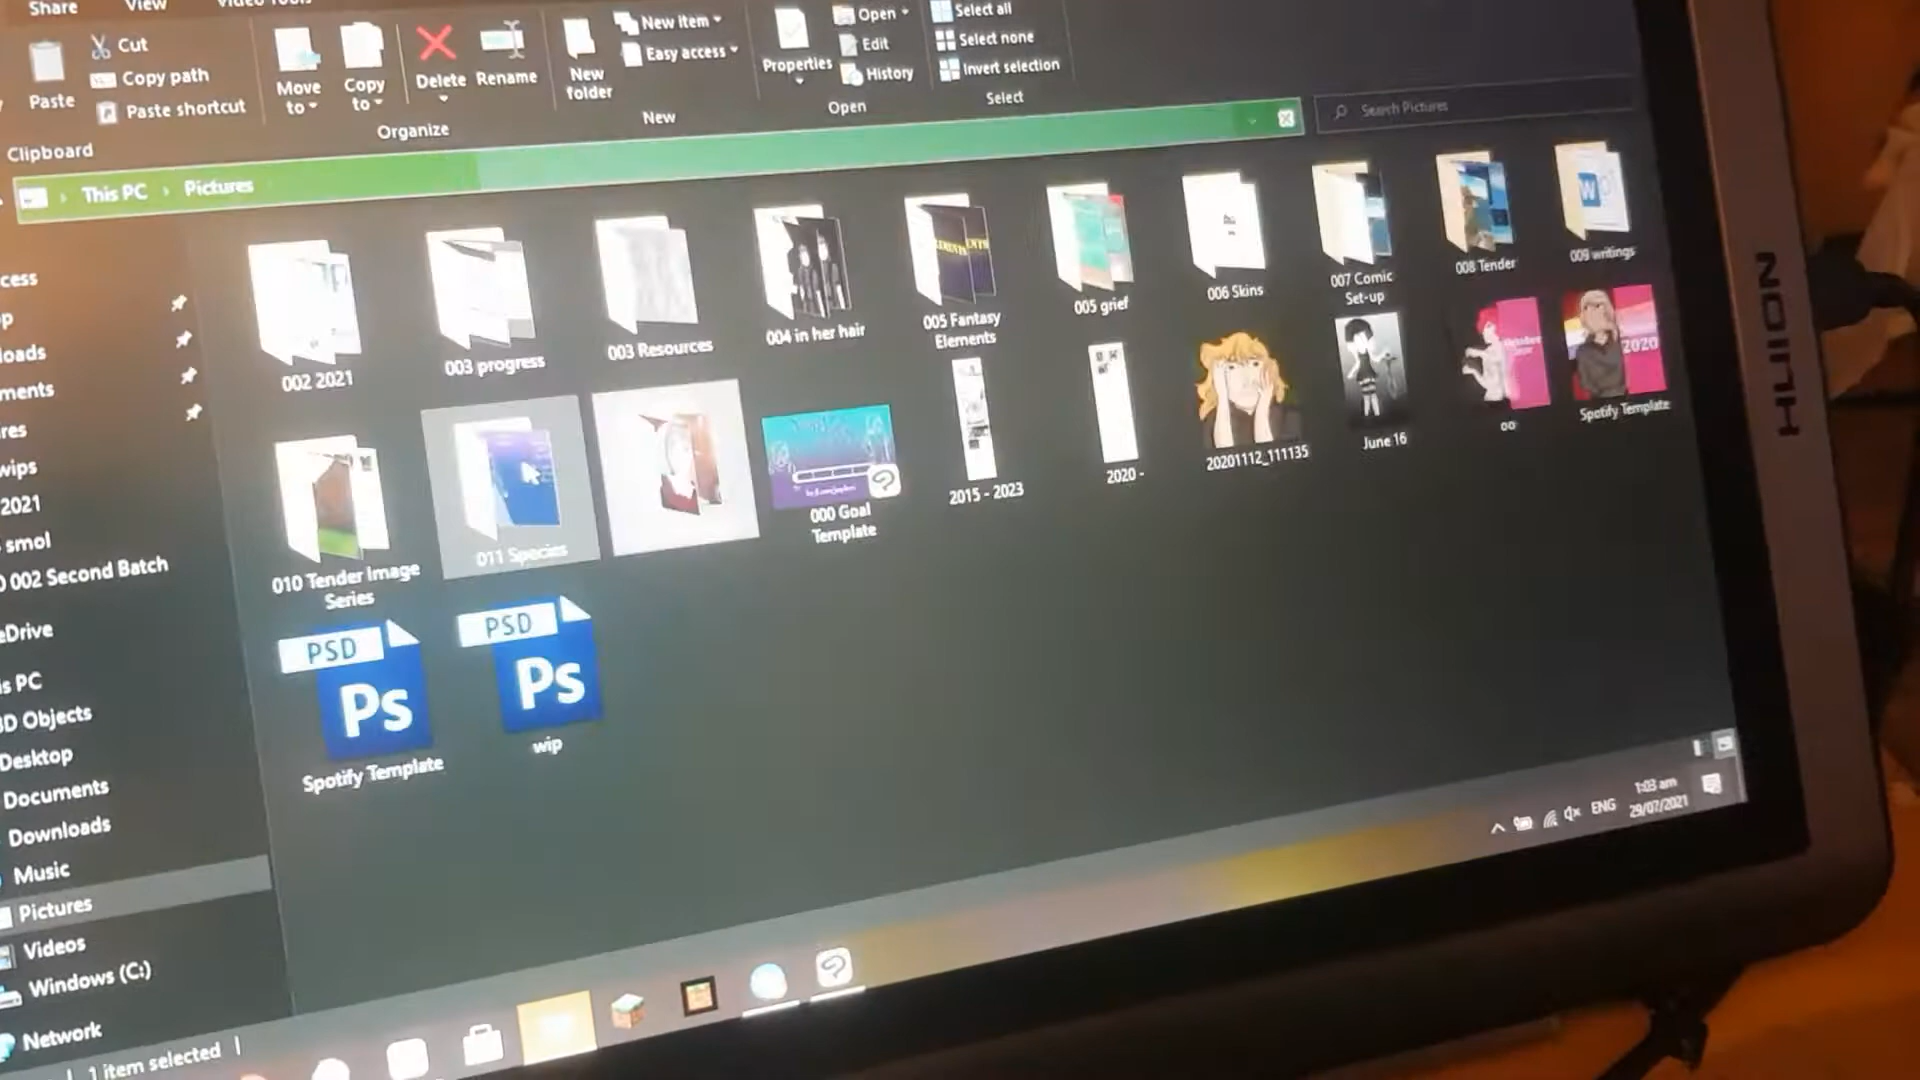 Share
View
Paste
Cut
Copy path
Paste shortcut
Clipboard
Move to
Copy to
Delete
Rename
Organize
New folder
New item
Easy access
New
Properties
Open
Edit
History
Open
Select all
Select none
Invert selection
Select
This PC
Pictures
Search Pictures
cess
p
loads
ments
res
wips
2021
smol
002 Second Batch
eDrive
is PC
3D Objects
Desktop
Documents
Downloads
Music
Pictures
Videos
Windows (C:)
Network
1 item selected
002 2021
003 progress
003 Resources
004 in her hair
005 Fantasy
Elements
005 grief
006 Skins
007 Comic
Set-up
008 Tender
009 writings
010 Tender Image
Series
011 Species
000 Goal
Template
2015 - 2023
2020 -
20201112_111135
June 16
oo
2020
Spotify Template
PSD
Ps
Spotify Template
PSD
Ps
wip
ENG
1:03 am
29/07/2021
HUION